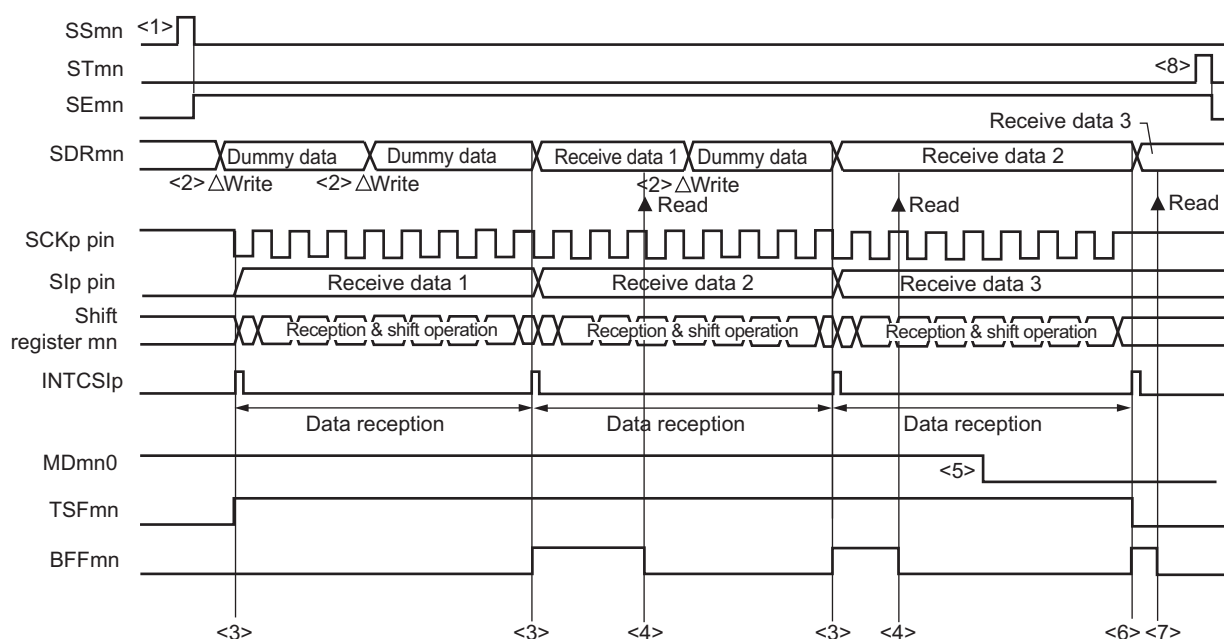 SSmn <1>
STmn <8>
SEmn
Receive data 3
SDRmn Dummy data Dummy data Receive data 1 Dummy data Receive data 2
<2> △Write <2> △Write <2> △Write
▲ Read ▲ Read ▲ Read
SCKp pin
SIp pin Receive data 1 Receive data 2 Receive data 3
Shift
register mn Reception & shift operation Reception & shift operation Reception & shift operation
INTCSIp
Data reception Data reception Data reception
MDmn0 <5>
TSFmn
BFFmn
<3> <3> <4> <3> <4> <6> <7>